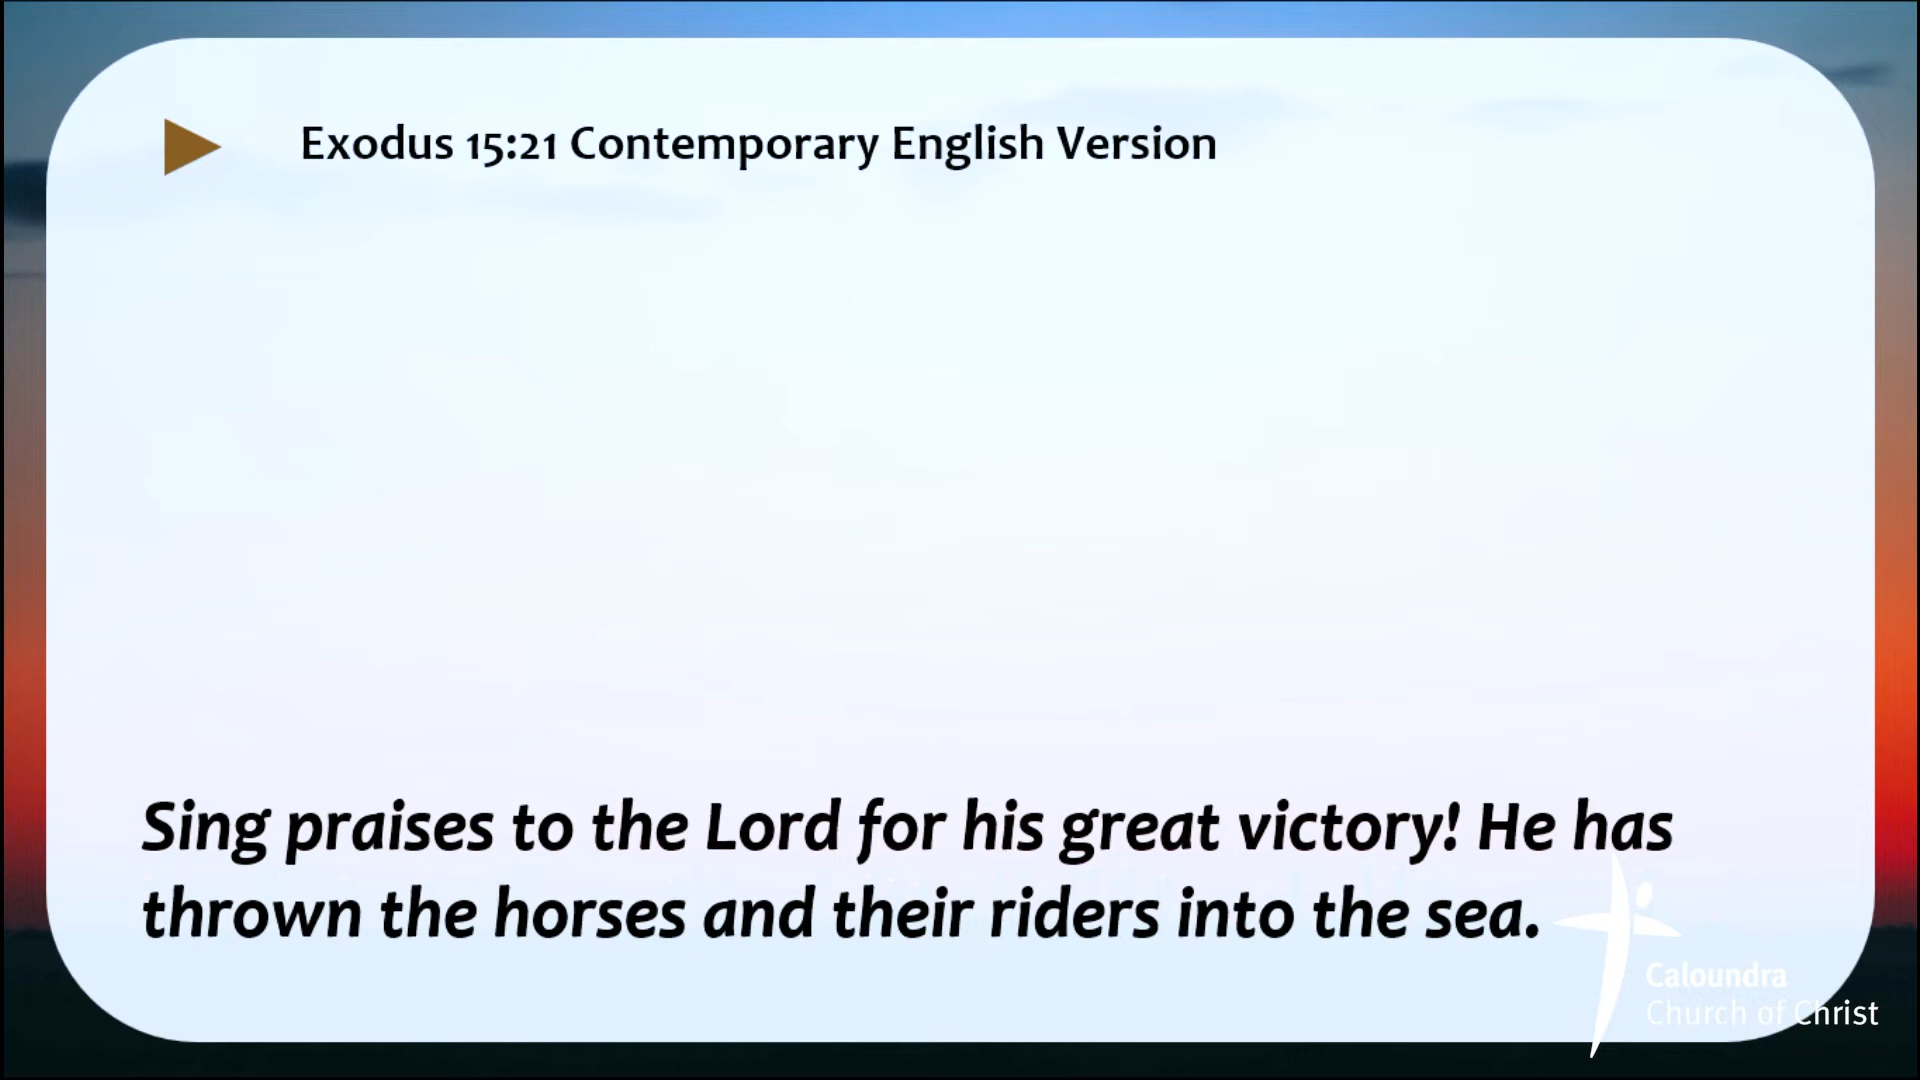 Exodus 15:21 Contemporary English Version
Sing praises to the Lord for his great victory! He has
thrown the horses and their riders into the sea.
Caloundra
Church of Christ